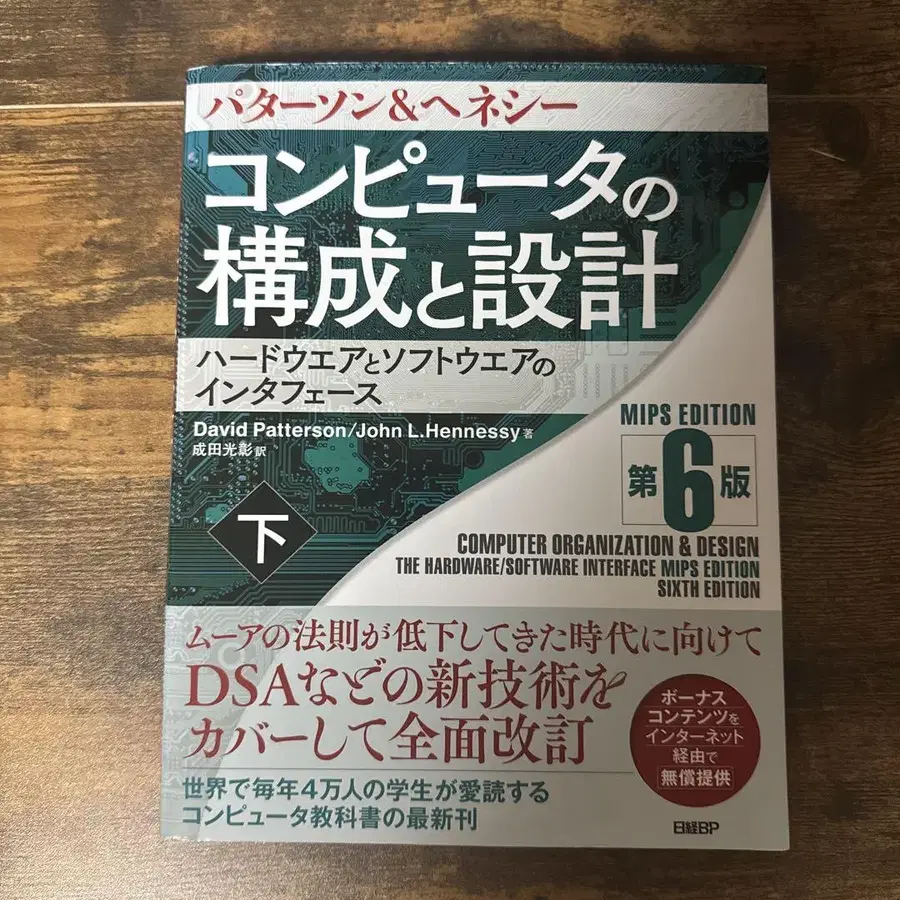 パターソン&ヘネシー
コンピュータの
構成と設計
ハードウエアとソフトウエアの
インタフェース
David Patterson/John L.Hennessy 著
成田光彰 訳
下
MIPS EDITION
第6版
COMPUTER ORGANIZATION & DESIGN
THE HARDWARE/SOFTWARE INTERFACE MIPS EDITION
SIXTH EDITION
ムーアの法則が低下してきた時代に向けて
DSAなどの新技術を
カバーして全面改訂
世界で毎年4万人の学生が愛読する
コンピュータ教科書の最新刊
ボーナス
コンテンツを
インターネット
経由で
無償提供
日経BP